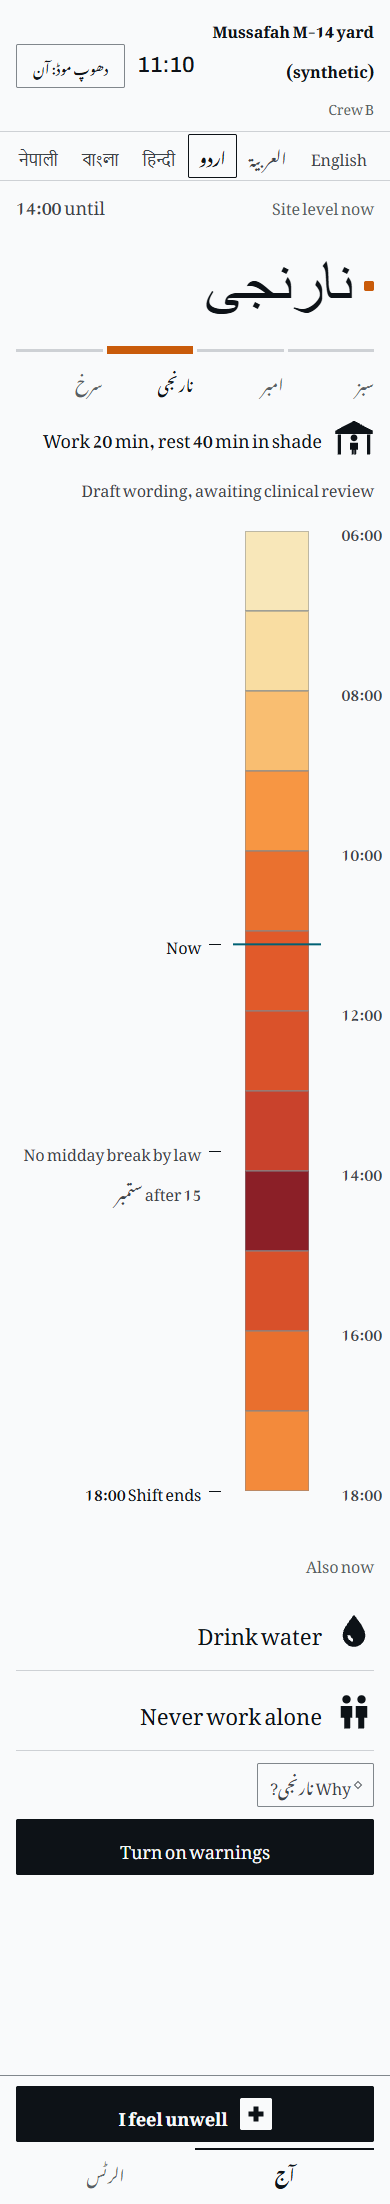 Mussafah M-14 yard
(synthetic)
Crew B
11:10
دھوپ موڈ: آن
English
العربية
اردو
हिन्दी
বাংলা
नेपाली
Site level now
14:00 until
نارنجی
سبز
امبر
نارنجی
سرخ
Work 20 min, rest 40 min in shade
Draft wording, awaiting clinical review
06:00
08:00
10:00
Now
12:00
No midday break by law
after 15 ستمبر
14:00
16:00
18:00 Shift ends
18:00
Also now
Drink water
Never work alone
Why نارنجی?
Turn on warnings
I feel unwell
آج
الرٹس